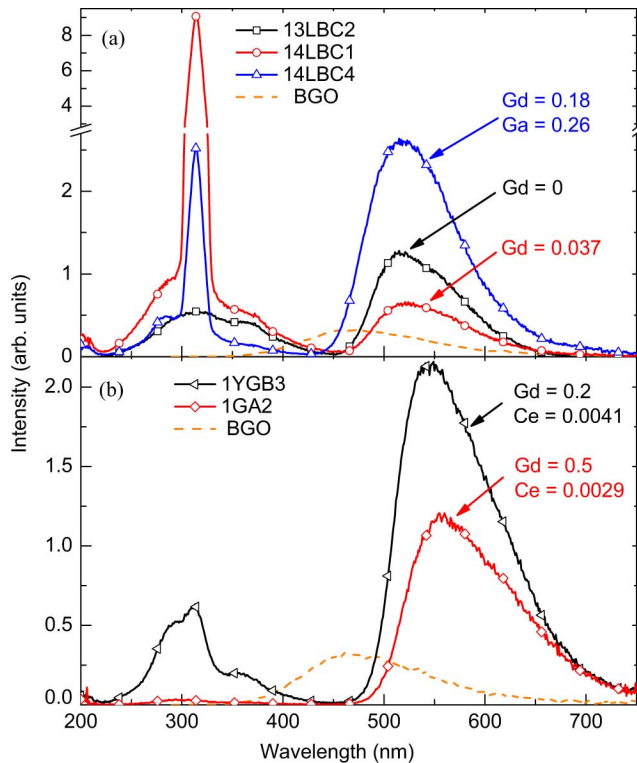 (a)
13LBC2
14LBC1
14LBC4
BGO
Gd = 0.18
Ga = 0.26
Gd = 0
Gd = 0.037
8
6
4
2
1
0
Intensity (arb. units)
(b)
1YGB3
1GA2
BGO
Gd = 0.2
Ce = 0.0041
Gd = 0.5
Ce = 0.0029
2.0
1.5
1.0
0.5
0.0
200 300 400 500 600 700
Wavelength (nm)